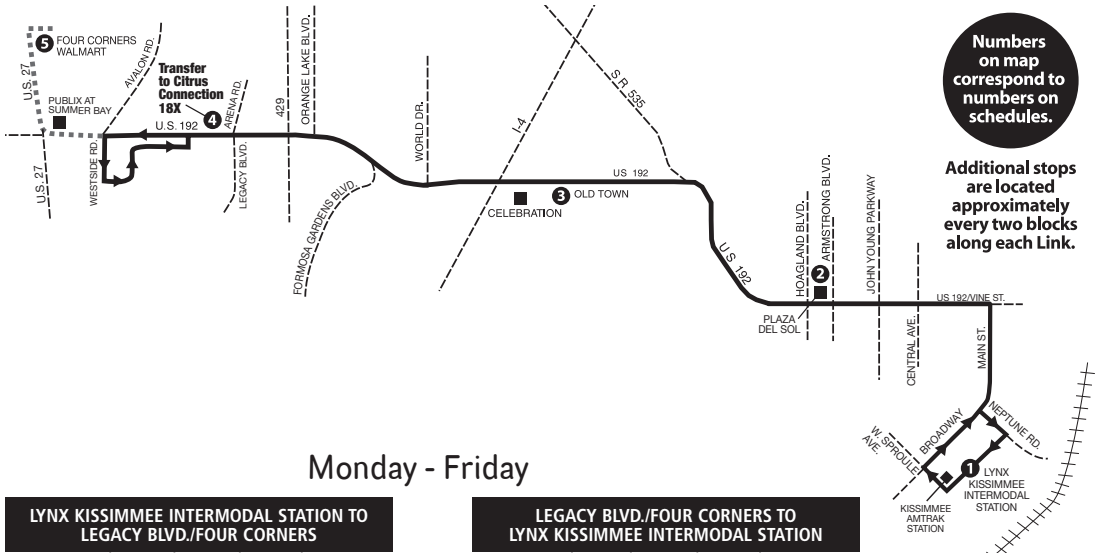 5 FOUR CORNERS
WALMART
U.S. 27
AVALON RD.
PUBLIX AT
SUMMER BAY
Transfer
to Citrus
Connection
18X
4
ARENA RD.
U.S. 192
U.S. 27
WESTSIDE RD.
LEGACY BLVD.
429
ORANGE LAKE BLVD.
FORMOSA GARDENS BLVD.
WORLD DR.
I-4
S R 535
US 192
3 OLD TOWN
CELEBRATION
U S 192
HOAGLAND BLVD.
ARMSTRONG BLVD.
2
PLAZA
DEL SOL
JOHN YOUNG PARKWAY
CENTRAL AVE.
US 192/VINE ST.
MAIN ST.
BROADWAY
NEPTUNE RD.
W. SPROULE
AVE.
1 LYNX
KISSIMMEE
INTERMODAL
STATION
KISSIMMEE
AMTRAK
STATION
Numbers
on map
correspond to
numbers on
schedules.
Additional stops
are located
approximately
every two blocks
along each Link.
Monday - Friday
LYNX KISSIMMEE INTERMODAL STATION TO
LEGACY BLVD./FOUR CORNERS
LEGACY BLVD./FOUR CORNERS TO
LYNX KISSIMMEE INTERMODAL STATION